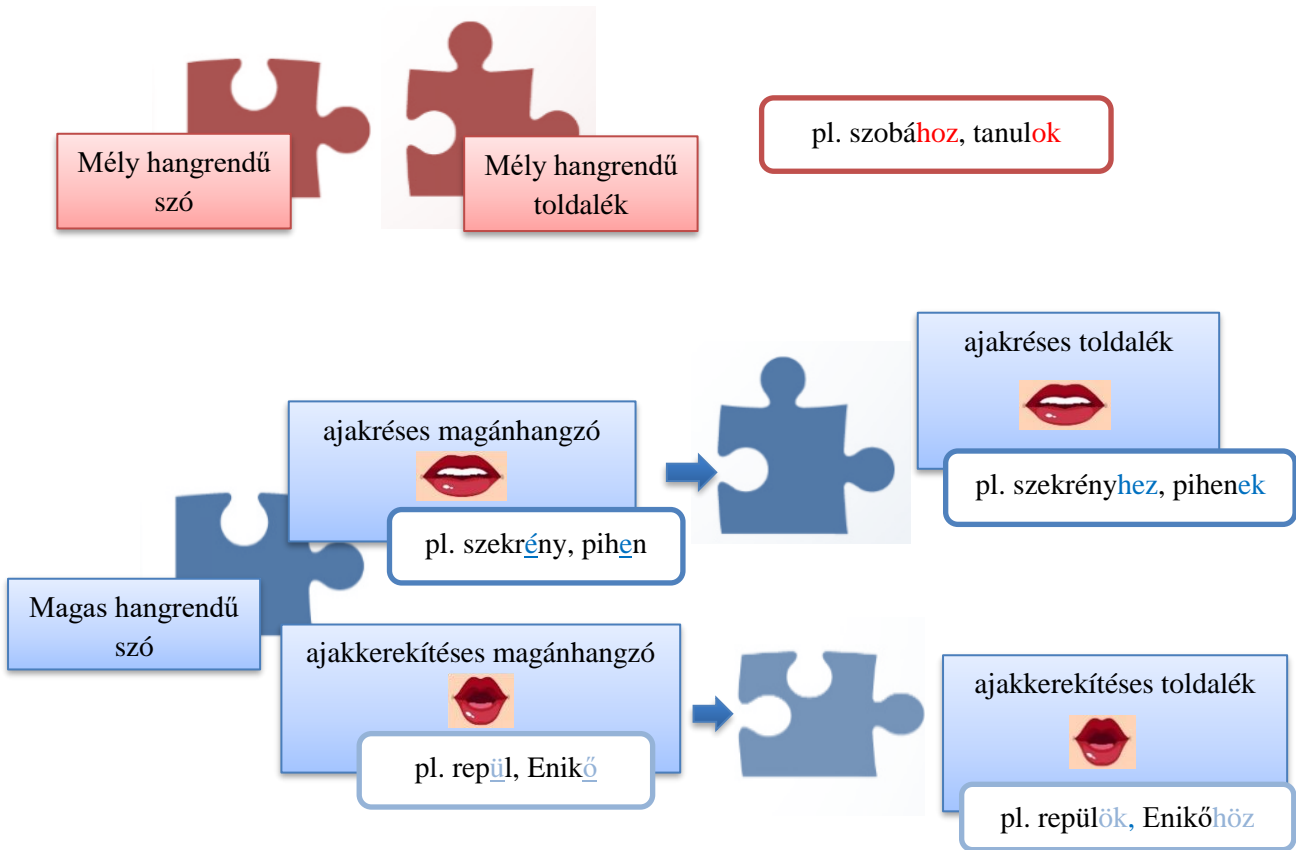 Mély hangrendű
szó
Mély hangrendű
toldalék
pl. szobához, tanulok
ajakréses toldalék
pl. szekrényhez, pihenek
ajakréses magánhangzó
pl. szekrény, pihen
Magas hangrendű
szó
ajakkerekítéses magánhangzó
pl. repül, Enikő
ajakkerekítéses toldalék
pl. repülök, Enikőhöz